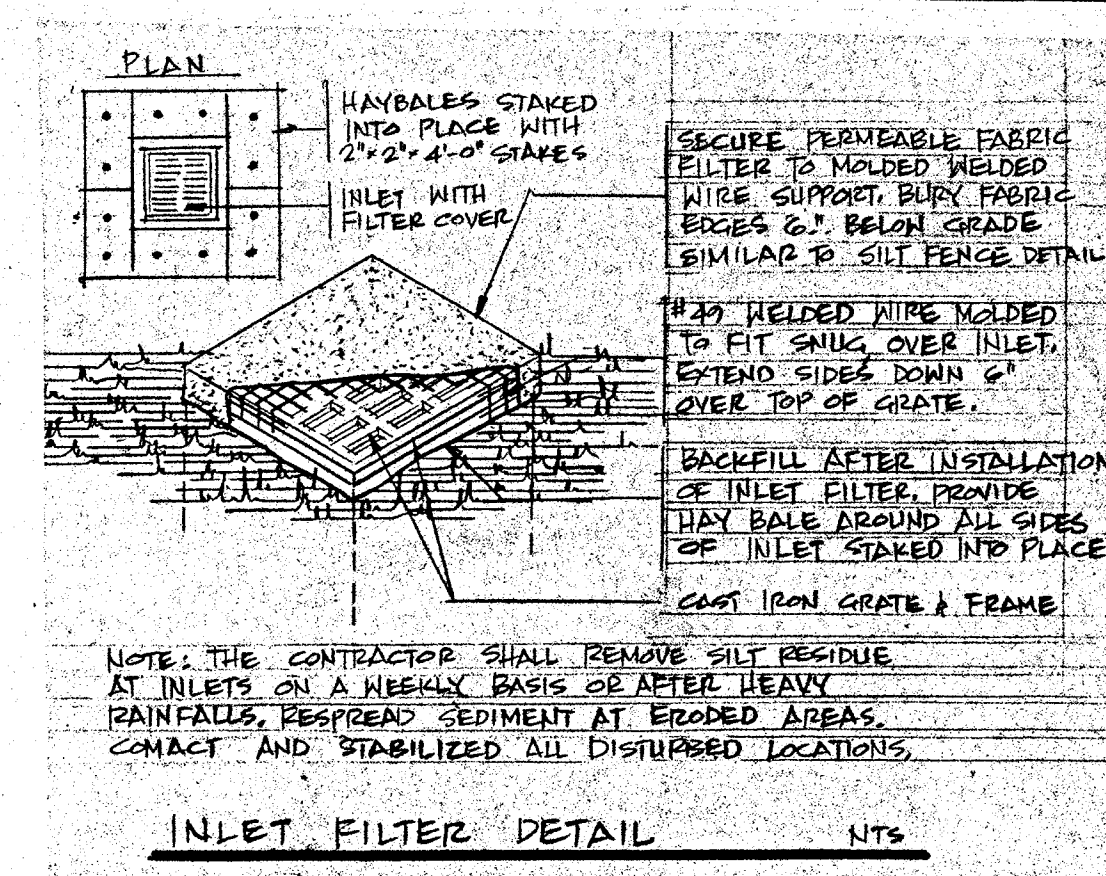 PLAN
HAYBALES STAKED
INTO PLACE WITH
2"x2"x4'-0" STAKES
INLET WITH
FILTER COVER
SECURE PERMEABLE FABRIC
FILTER TO MOLDED WELDED
WIRE SUPPORT. BURY FABRIC
EDGES 6" BELOW GRADE
SIMILAR TO SILT FENCE DETAIL
#49 WELDED WIRE MOLDED
TO FIT SNUG OVER INLET.
EXTEND SIDES DOWN 6"
OVER TOP OF GRATE.
BACKFILL AFTER INSTALLATION
OF INLET FILTER. PROVIDE
HAY BALE AROUND ALL SIDES
OF INLET STAKED INTO PLACE
CAST IRON GRATE & FRAME
NOTE: THE CONTRACTOR SHALL REMOVE SILT RESIDUE
AT INLETS ON A WEEKLY BASIS OR AFTER HEAVY
RAINFALLS. RESPREAD SEDIMENT AT ERODED AREAS.
COMACT AND STABILIZED ALL DISTURBED LOCATIONS,
INLET FILTER DETAIL NTS